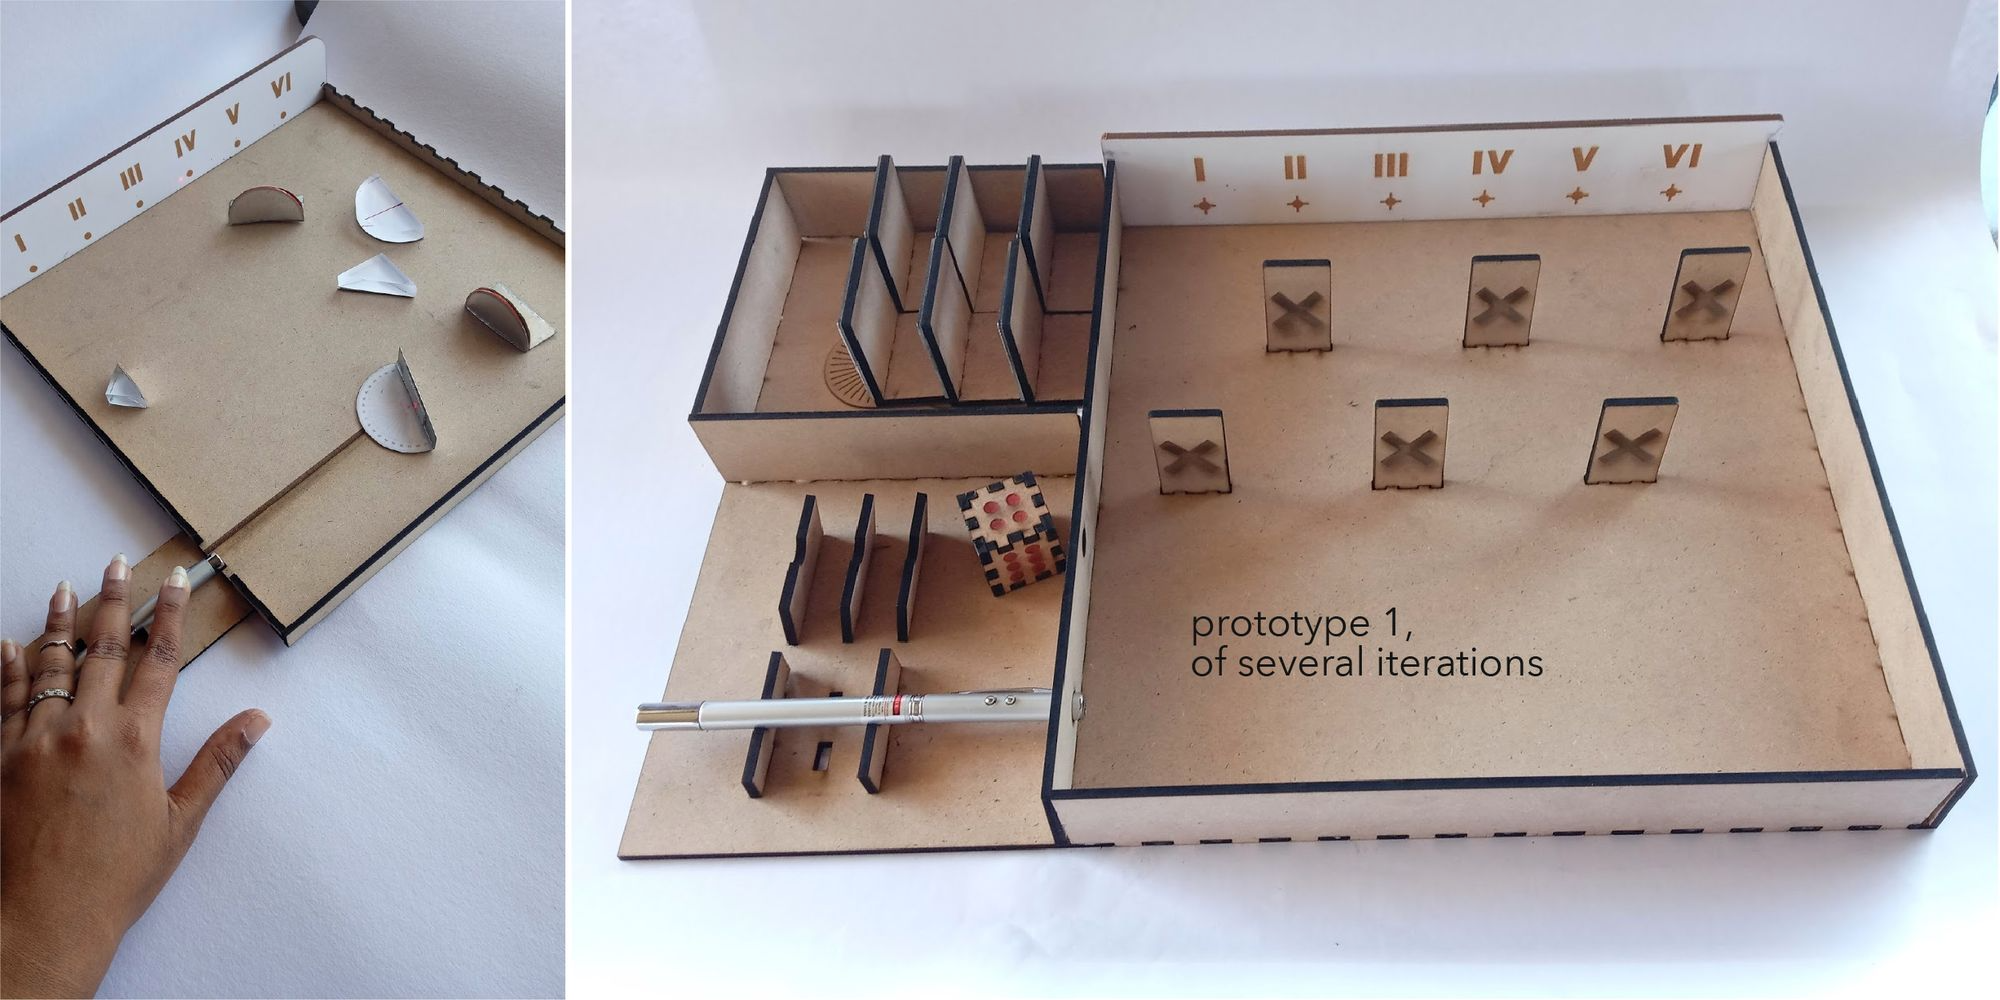 I II III IV V VI
I II III IV V VI
prototype 1,
of several iterations